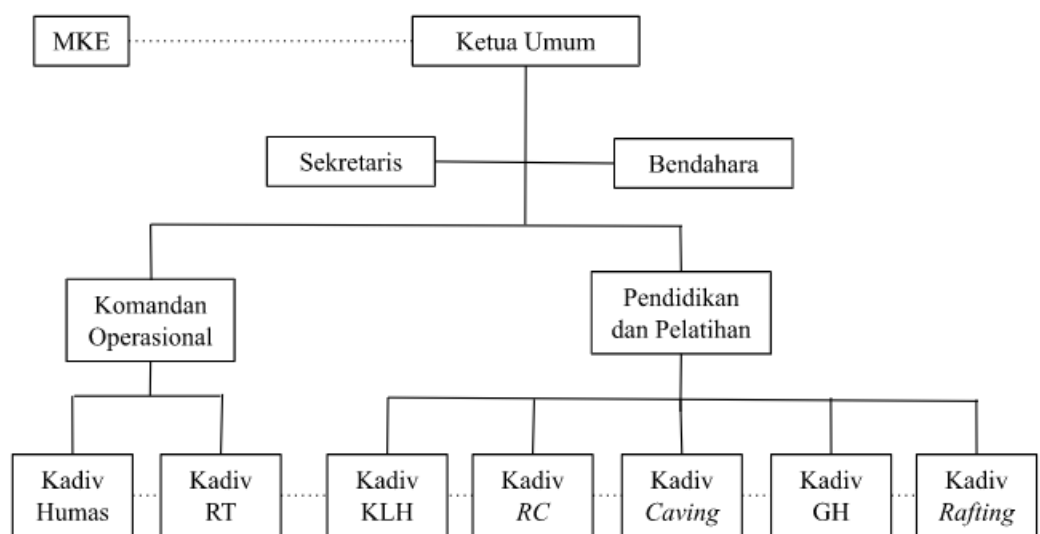 MKE
Ketua Umum
Sekretaris
Bendahara
Komandan
Operasional
Pendidikan
dan Pelatihan
Kadiv
Humas
Kadiv
RT
Kadiv
KLH
Kadiv
RC
Kadiv
Caving
Kadiv
GH
Kadiv
Rafting